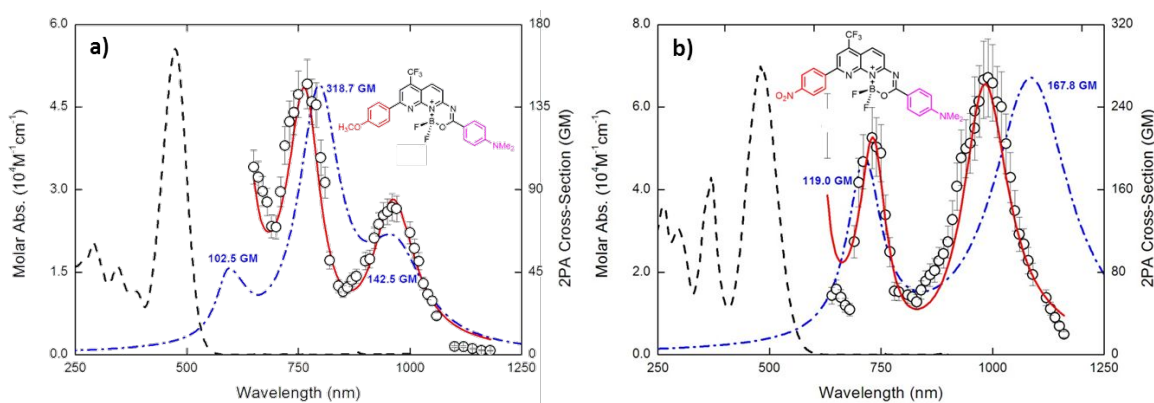 a)
6.0
4.5
3.0
1.5
0.0
Molar Abs. (10⁴M⁻¹ cm⁻¹)
250
500
750
1000
1250
Wavelength (nm)
180
135
90
45
0
2PA Cross-Section (GM)
102.5 GM
318.7 GM
142.5 GM
CF₃
N
N⁺
N
B
O
F
F
H₃CO
NMe₂
b)
8.0
6.0
4.0
2.0
0.0
Molar Abs. (10⁴M⁻¹ cm⁻¹)
250
500
750
1000
1250
Wavelength (nm)
320
240
160
80
0
2PA Cross-Section (GM)
119.0 GM
167.8 GM
CF₃
O₂N
N
N⁺
N
B
O
F
F
NMe₂